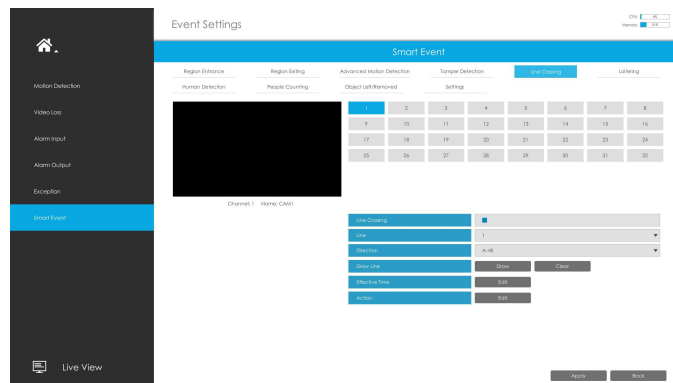 Event Settings
CPU
Memory
Smart Event
Region Entrance Region Exiting Advanced Motion Detection Tamper Detection Line Crossing Loitering
Human Detection People Counting Object Left/Removed Settings
Motion Detection
Video Loss
Alarm Input
Alarm Output
Exception
Smart Event
1 2 3 4 5 6 7 8
9 10 11 12 13 14 15 16
17 18 19 20 21 22 23 24
25 26 27 28 29 30 31 32
Channel: 1 Name: CAM1
Line Crossing
Line 1
Direction
Draw Line Draw Clear
Effective Time Edit
Action Edit
Live View
Apply Back